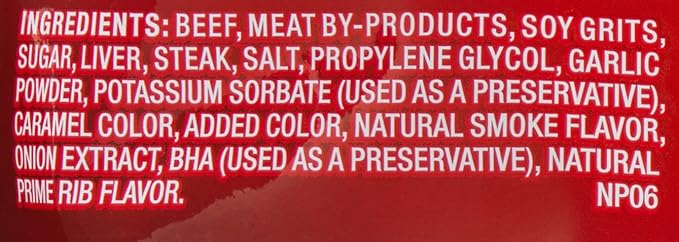 INGREDIENTS: BEEF, MEAT BY-PRODUCTS, SOY GRITS,
SUGAR, LIVER, STEAK, SALT, PROPYLENE GLYCOL, GARLIC
POWDER, POTASSIUM SORBATE (USED AS A PRESERVATIVE),
CARAMEL COLOR, ADDED COLOR, NATURAL SMOKE FLAVOR,
ONION EXTRACT, BHA (USED AS A PRESERVATIVE), NATURAL
PRIME RIB FLAVOR. NP06